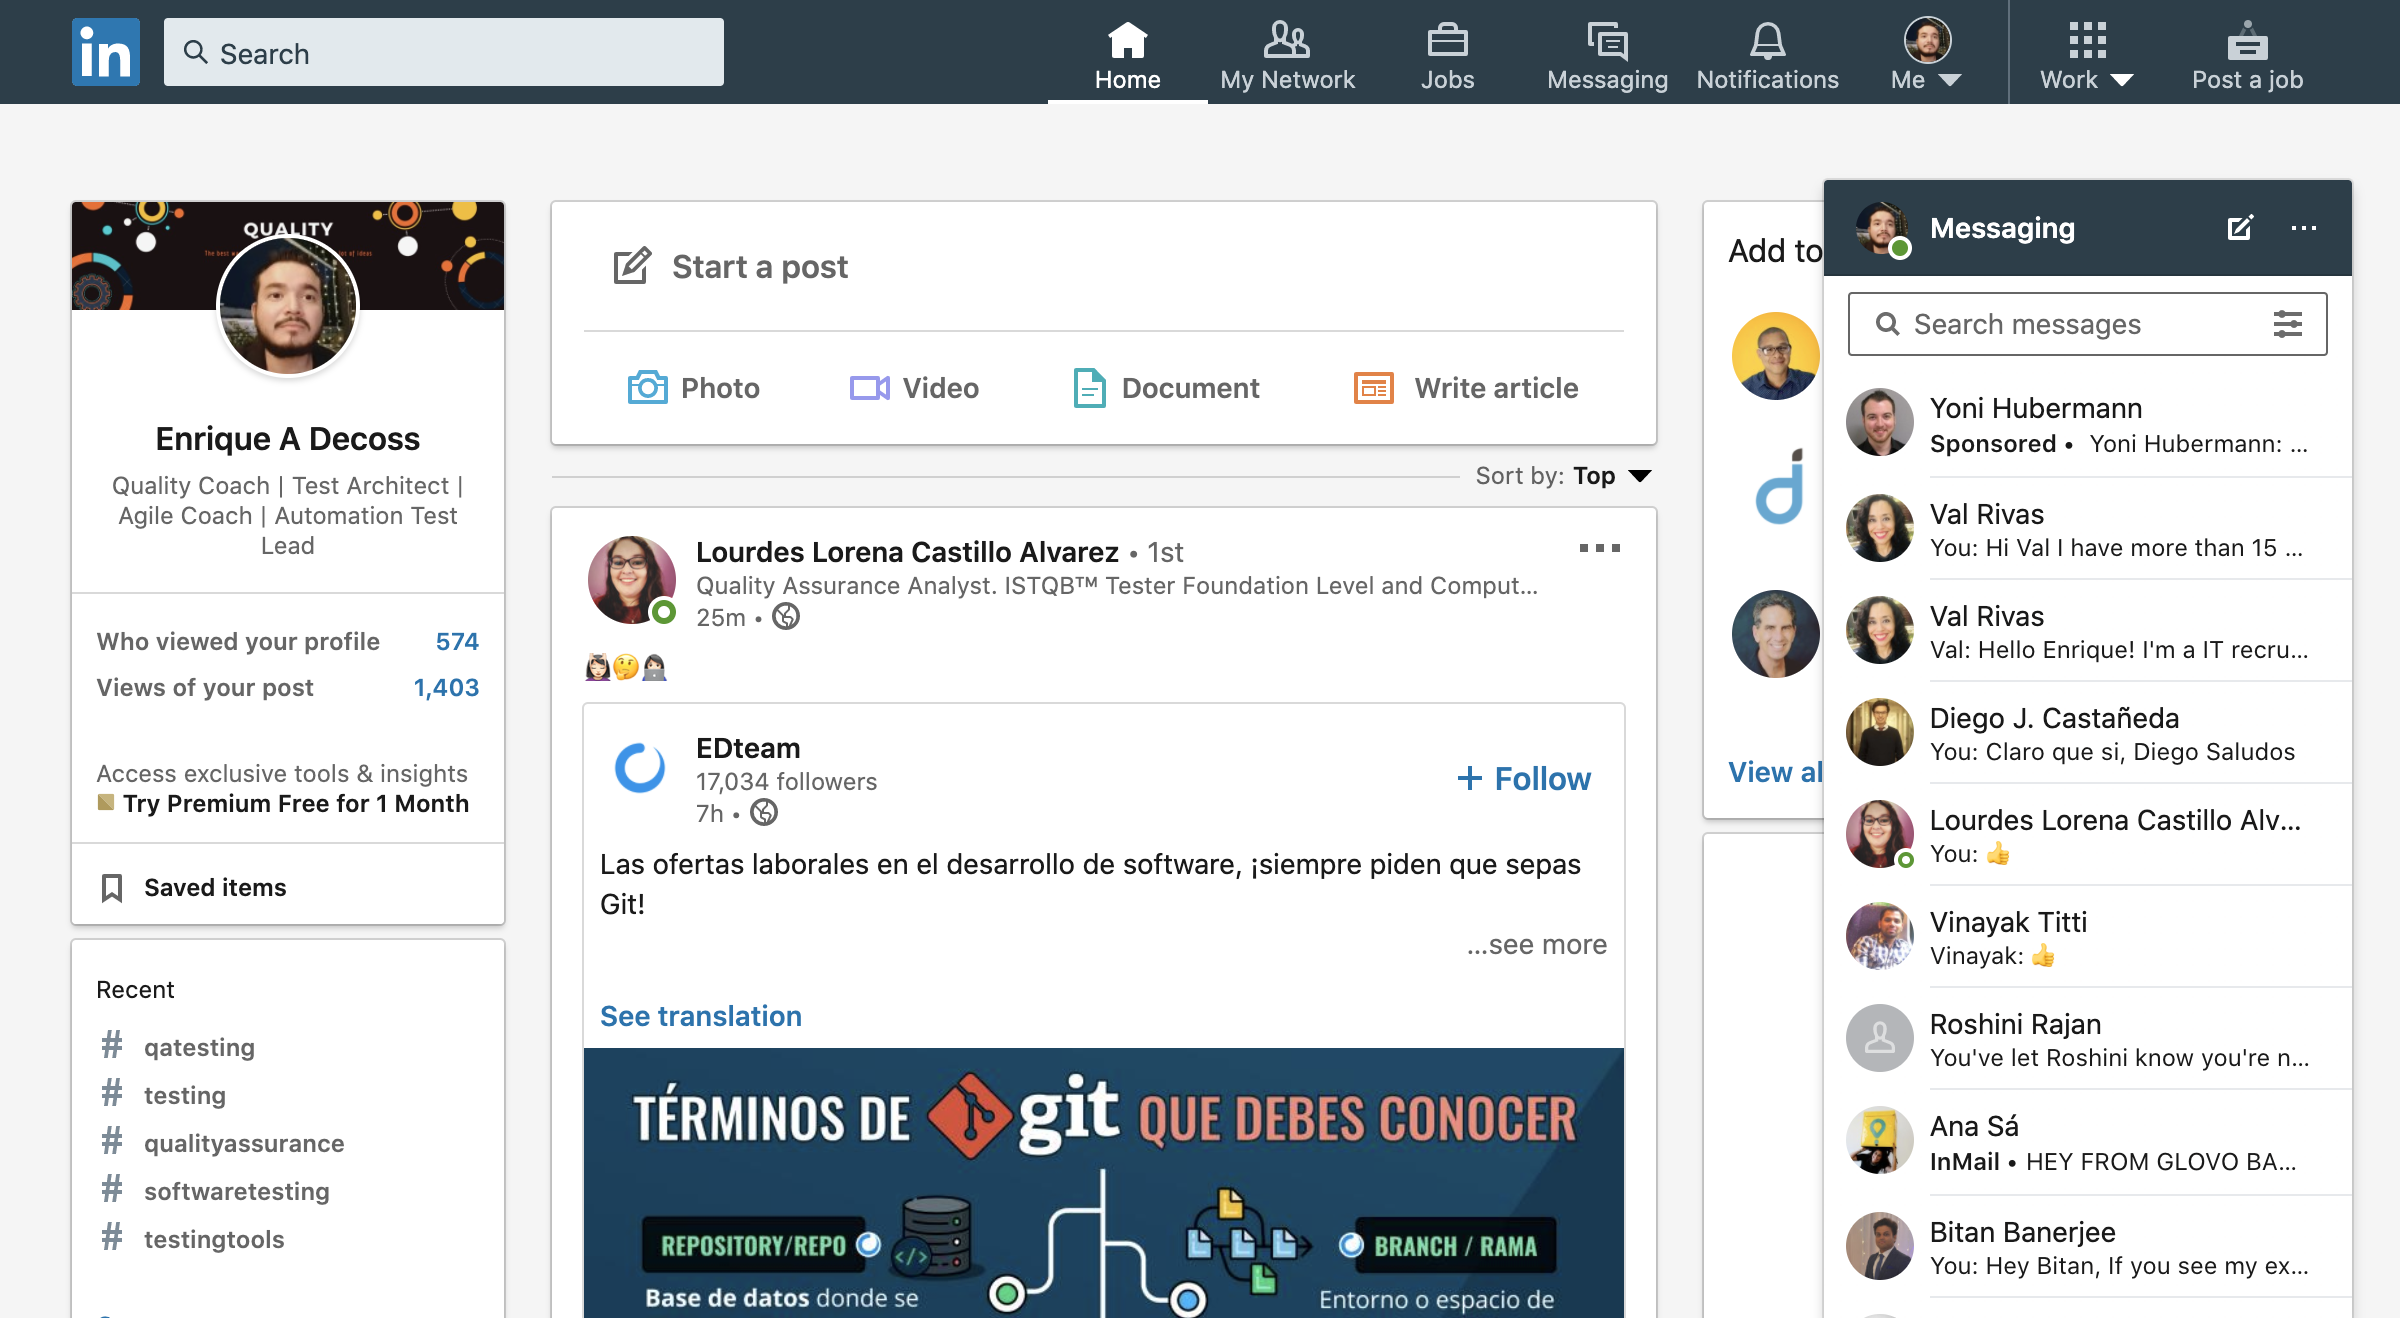 in
Search
Home
My Network
Jobs
Messaging
Notifications
Me
Work
Post a job
QUALITY
Enrique A Decoss
Quality Coach | Test Architect |
Agile Coach | Automation Test
Lead
Who viewed your profile 574
Views of your post 1,403
Access exclusive tools & insights
Try Premium Free for 1 Month
Saved items
Recent
# qatesting
# testing
# qualityassurance
# softwaretesting
# testingtools
Start a post
Photo
Video
Document
Write article
Sort by: Top
Lourdes Lorena Castillo Alvarez • 1st
Quality Assurance Analyst. ISTQB™ Tester Foundation Level and Comput...
25m •
EDteam
17,034 followers
7h •
+ Follow
Las ofertas laborales en el desarrollo de software, ¡siempre piden que sepas
Git!
...see more
See translation
TÉRMINOS DE git QUE DEBES CONOCER
REPOSITORY/REPO
</>
BRANCH / RAMA
Base de datos donde se
Entorno o espacio de
Add to
View al
Messaging
Search messages
Yoni Hubermann
Sponsored • Yoni Hubermann: ...
Val Rivas
You: Hi Val I have more than 15 ...
Val Rivas
Val: Hello Enrique! I'm a IT recru...
Diego J. Castañeda
You: Claro que si, Diego Saludos
Lourdes Lorena Castillo Alv...
You: 👍
Vinayak Titti
Vinayak: 👍
Roshini Rajan
You've let Roshini know you're n...
Ana Sá
InMail • HEY FROM GLOVO BA...
Bitan Banerjee
You: Hey Bitan, If you see my ex...